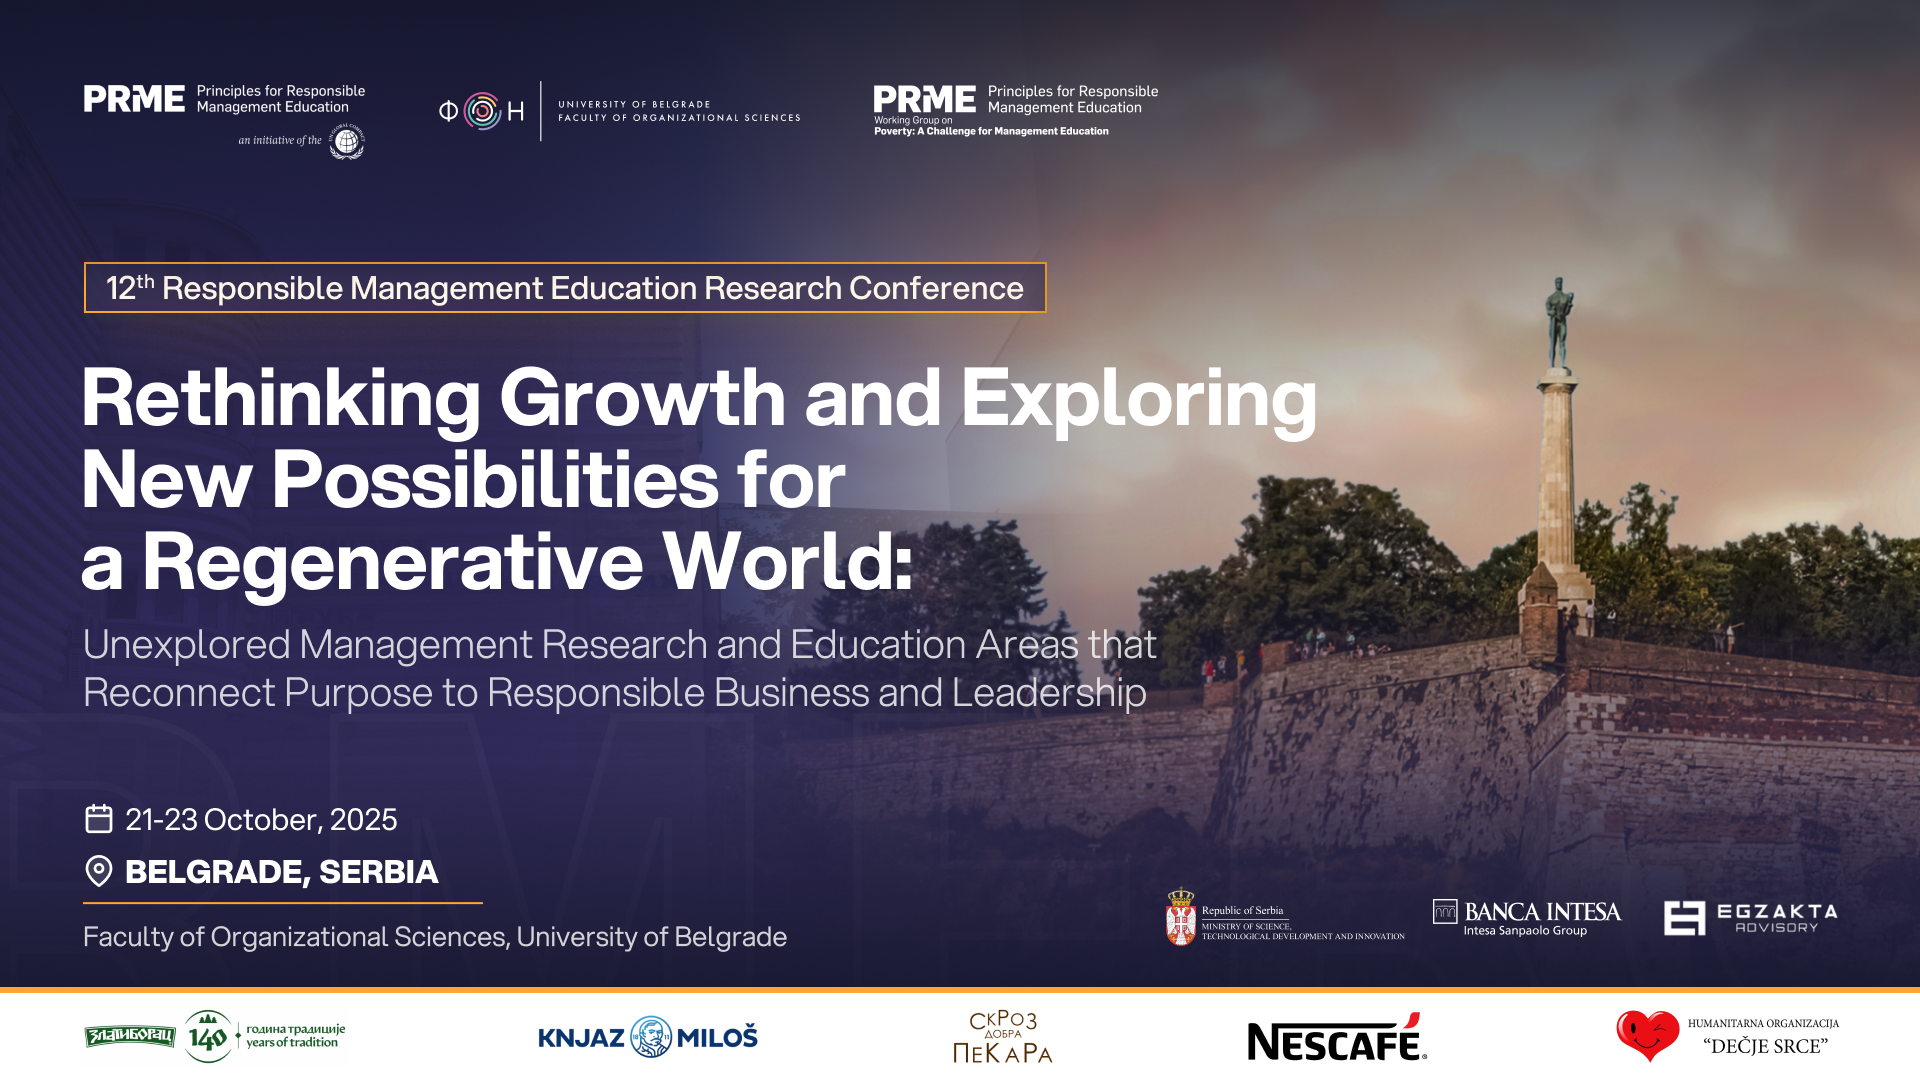 PRME Principles for Responsible
Management Education
an initiative of the
ФОН
UNIVERSITY OF BELGRADE
FACULTY OF ORGANIZATIONAL SCIENCES
PRME Principles for Responsible
Management Education
Working Group on
Poverty: A Challenge for Management Education
12th Responsible Management Education Research Conference
Rethinking Growth and Exploring
New Possibilities for
a Regenerative World:
Unexplored Management Research and Education Areas that
Reconnect Purpose to Responsible Business and Leadership
21-23 October, 2025
BELGRADE, SERBIA
Faculty of Organizational Sciences, University of Belgrade
Republic of Serbia
MINISTRY OF SCIENCE,
TECHNOLOGICAL DEVELOPMENT AND INNOVATION
BANCA INTESA
Intesa Sanpaolo Group
EGZAKTA
ADVISORY
ЗЛАТИБОРАЦ
140
година традиције
years of tradition
KNJAZ MILOŠ
СКРОЗ
ДОБРА
ПЕКАРА
NESCAFÉ
HUMANITARNA ORGANIZACIJA
“DEČJE SRCE”